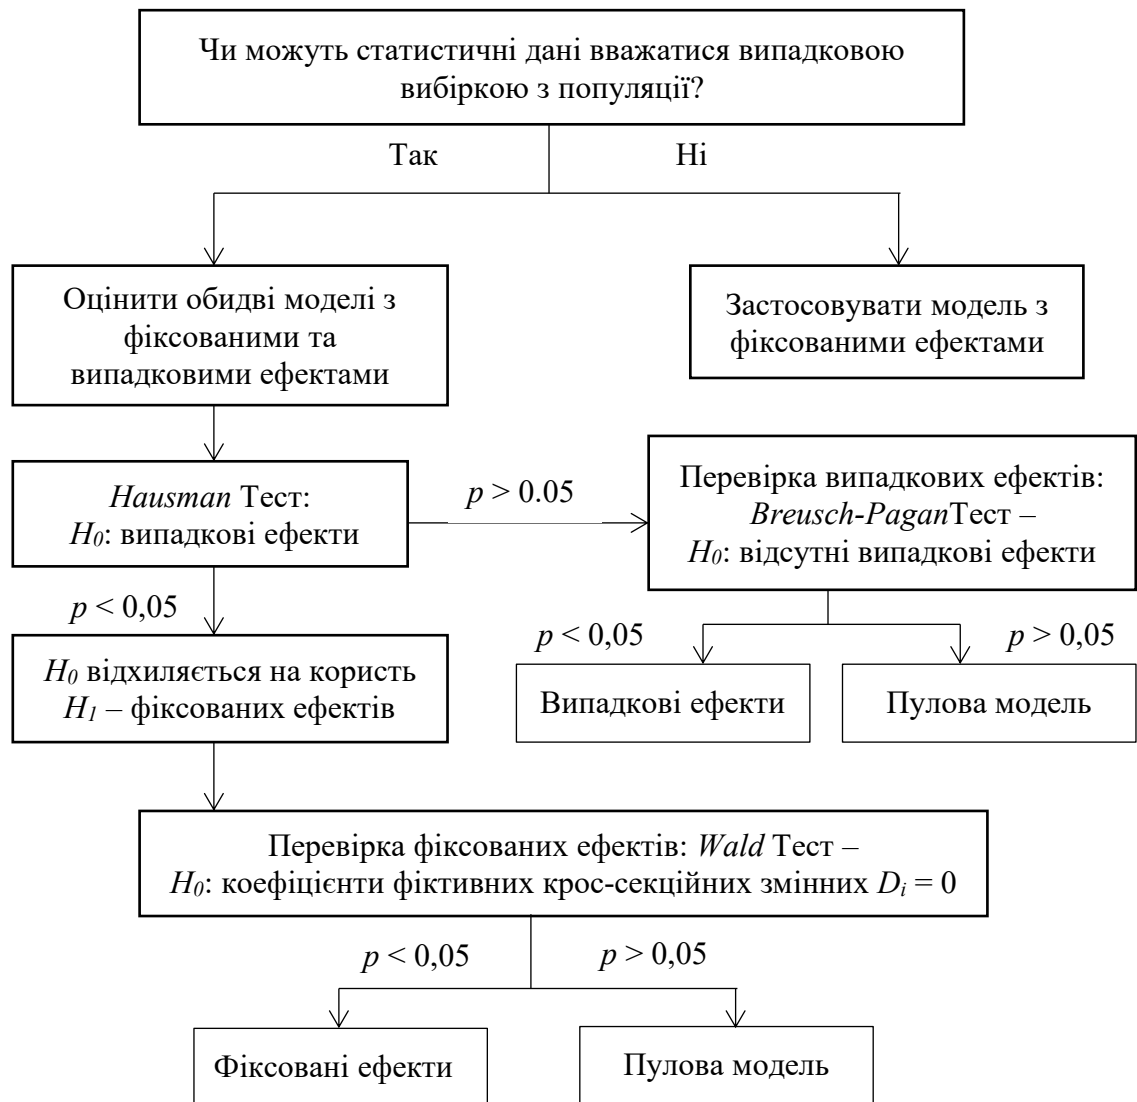 Чи можуть статистичні дані вважатися випадковою
вибіркою з популяції?
Так
Ні
Оцінити обидві моделі з
фіксованими та
випадковими ефектами
Застосовувати модель з
фіксованими ефектами
Hausman Тест:
H0: випадкові ефекти
p > 0.05
Перевірка випадкових ефектів:
Breusch-PaganТест –
H0: відсутні випадкові ефекти
p < 0,05
H0 відхиляється на користь
H1 – фіксованих ефектів
p < 0,05
p > 0,05
Випадкові ефекти
Пулова модель
Перевірка фіксованих ефектів: Wald Тест –
H0: коефіцієнти фіктивних крос-секційних змінних Di = 0
p < 0,05
p > 0,05
Фіксовані ефекти
Пулова модель